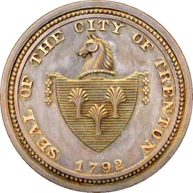 SEAL OF THE CITY OF TRENTON
1792